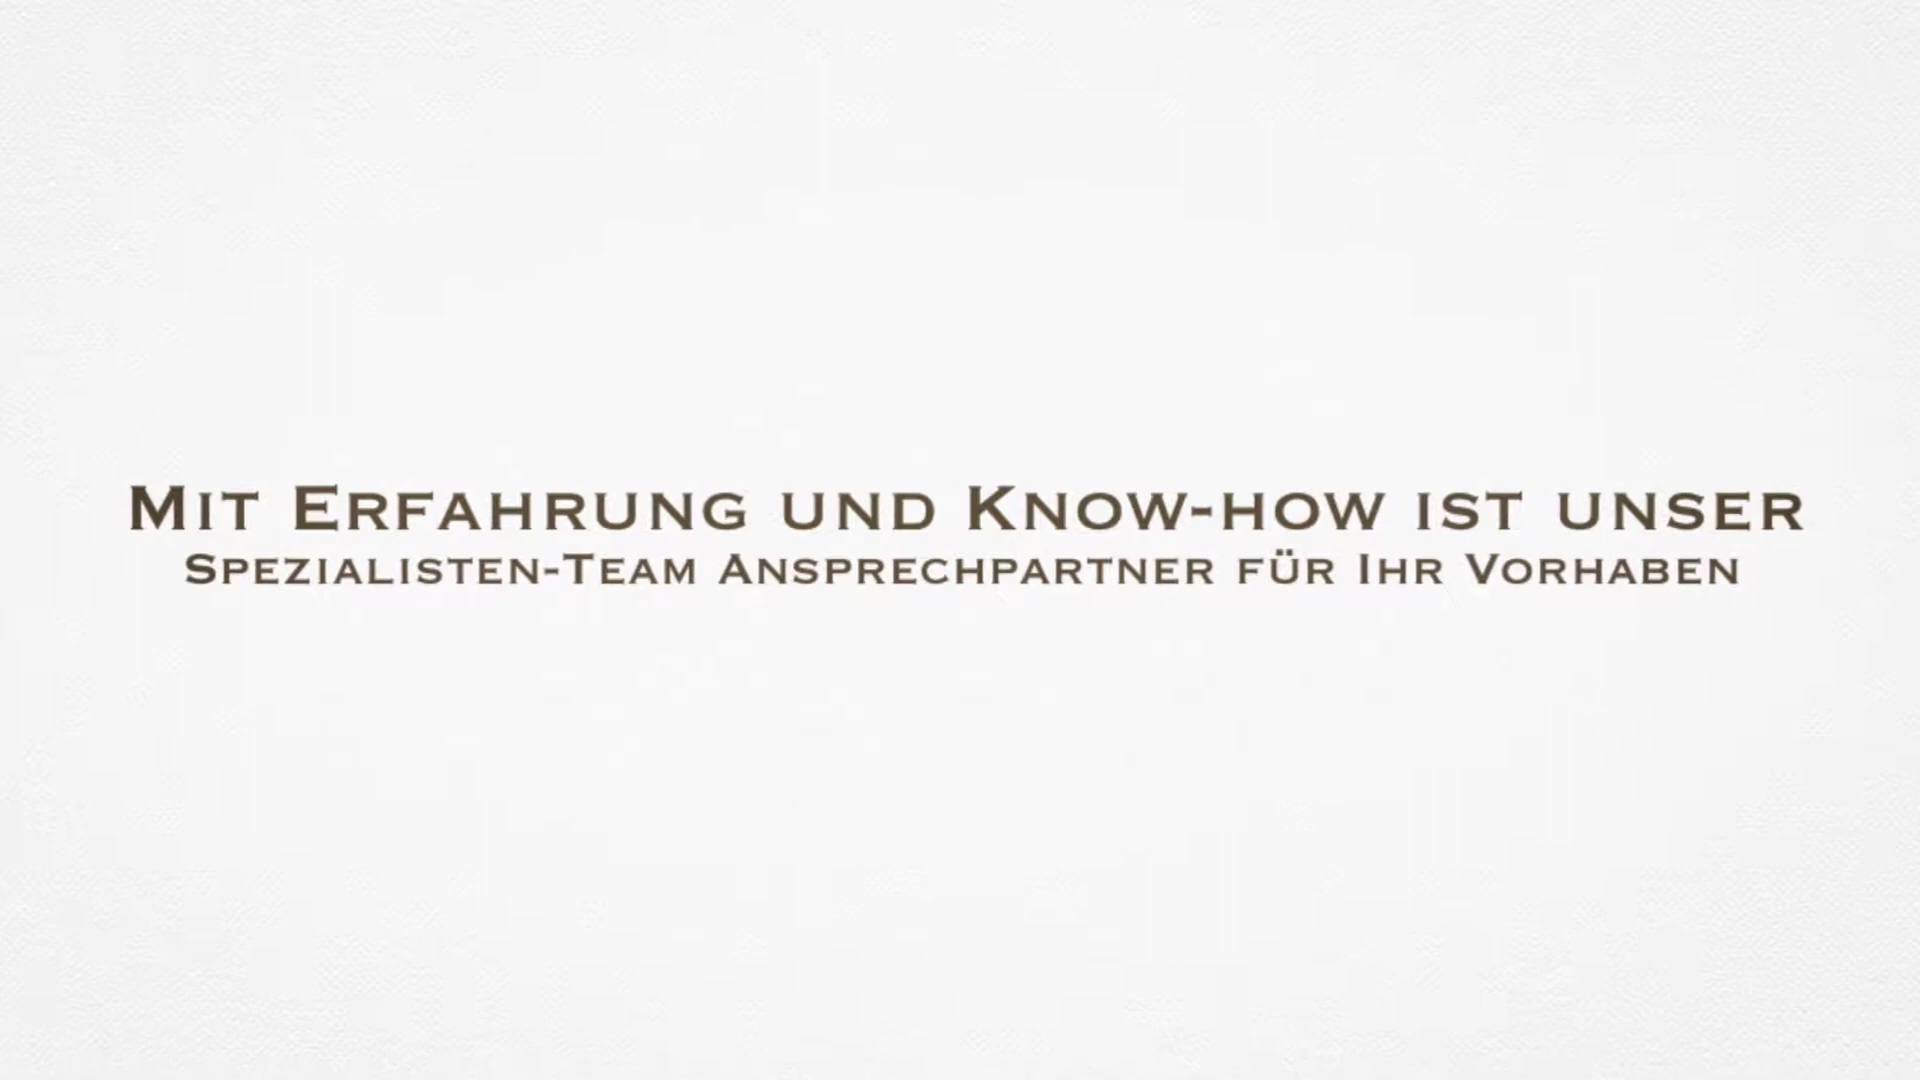 Mit Erfahrung und Know-how ist unser
Spezialisten-Team Ansprechpartner für Ihr Vorhaben